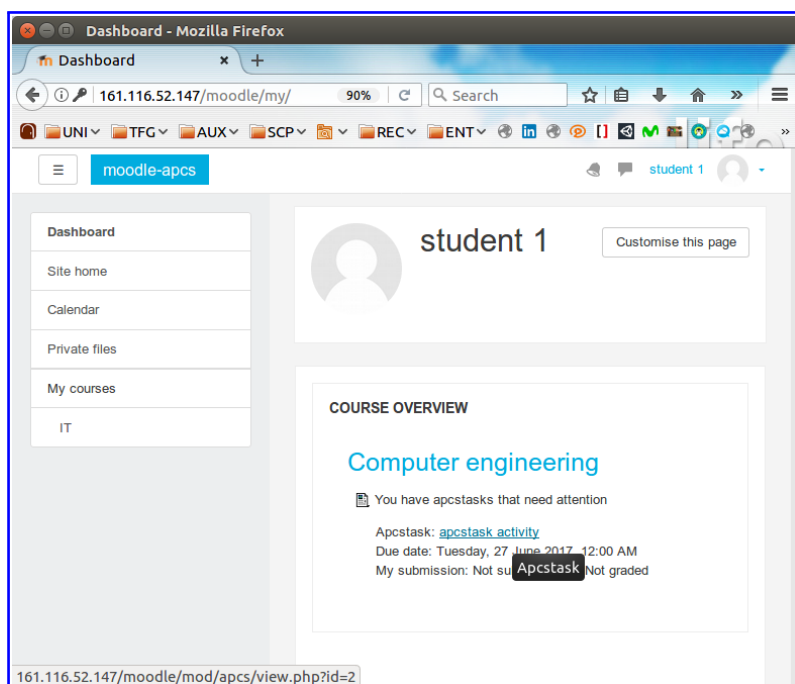 Dashboard - Mozilla Firefox
Dashboard × +
161.116.52.147/moodle/my/ 90% Search
UNI TFG AUX SCP REC ENT
moodle-apcs student 1
Dashboard
Site home
Calendar
Private files
My courses
IT
student 1 Customise this page
COURSE OVERVIEW
Computer engineering
You have apcstasks that need attention
Apcstask: apcstask activity
Due date: Tuesday, 27 June 2017, 12:00 AM
My submission: Not su Apcstask Not graded
161.116.52.147/moodle/mod/apcs/view.php?id=2